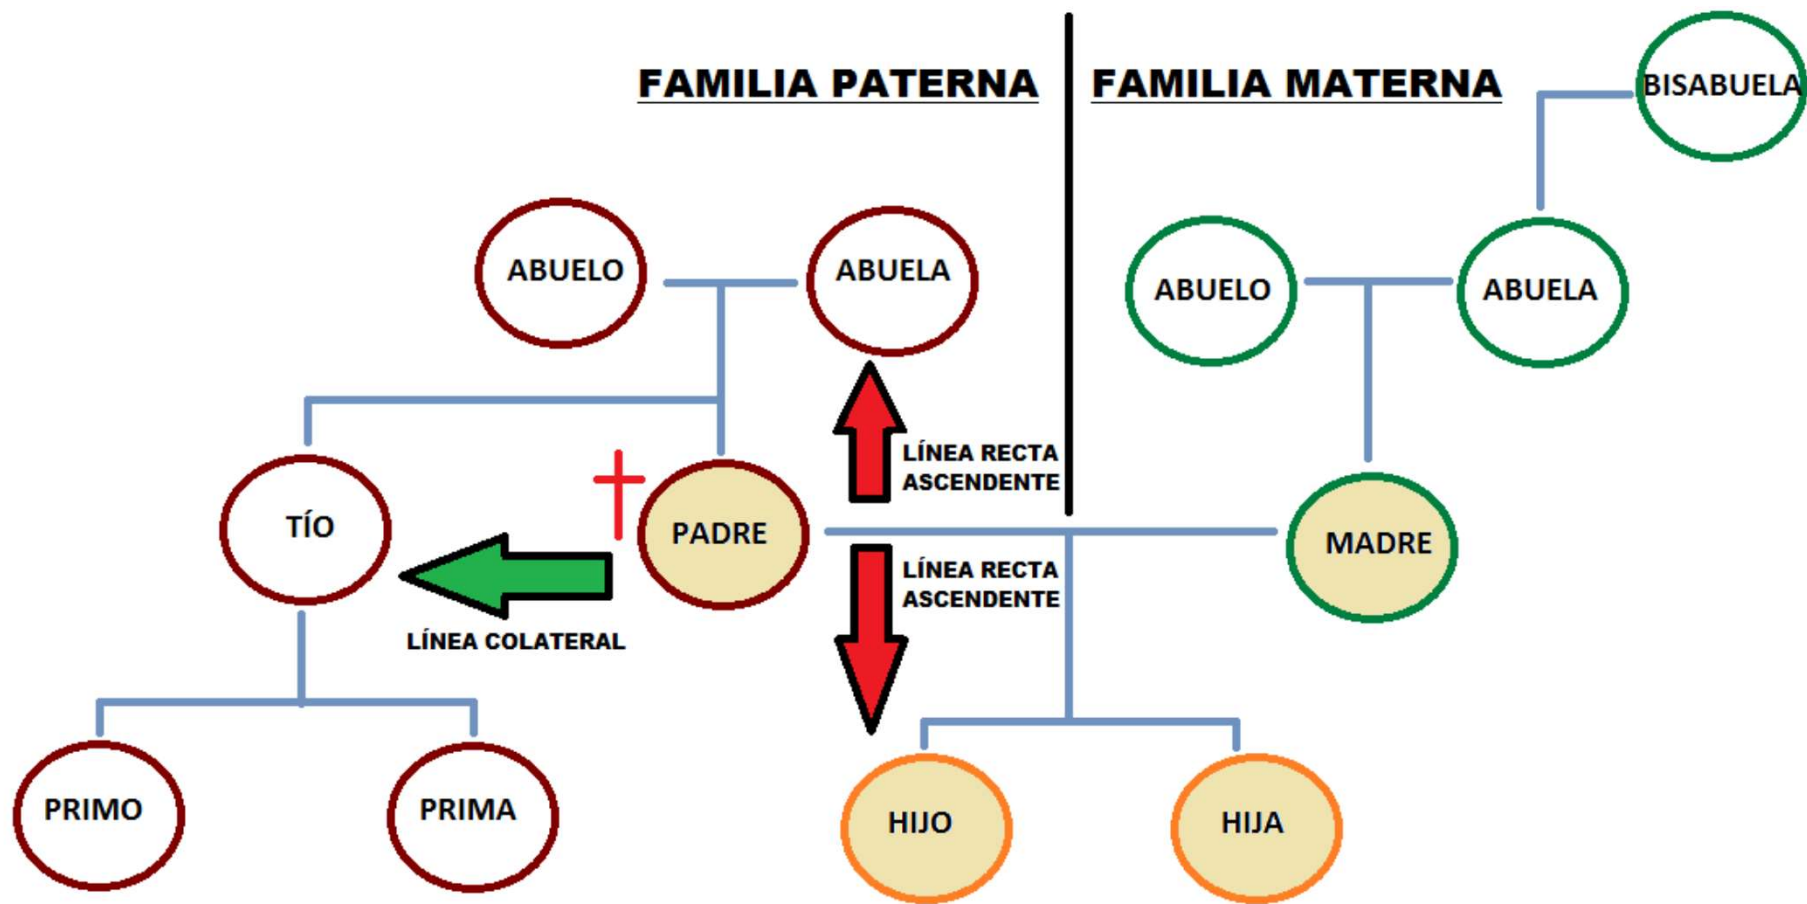 FAMILIA PATERNA
FAMILIA MATERNA
BISABUELA
ABUELO
ABUELA
ABUELO
ABUELA
LÍNEA RECTA
ASCENDENTE
TÍO
PADRE
MADRE
LÍNEA RECTA
ASCENDENTE
LÍNEA COLATERAL
PRIMO
PRIMA
HIJO
HIJA